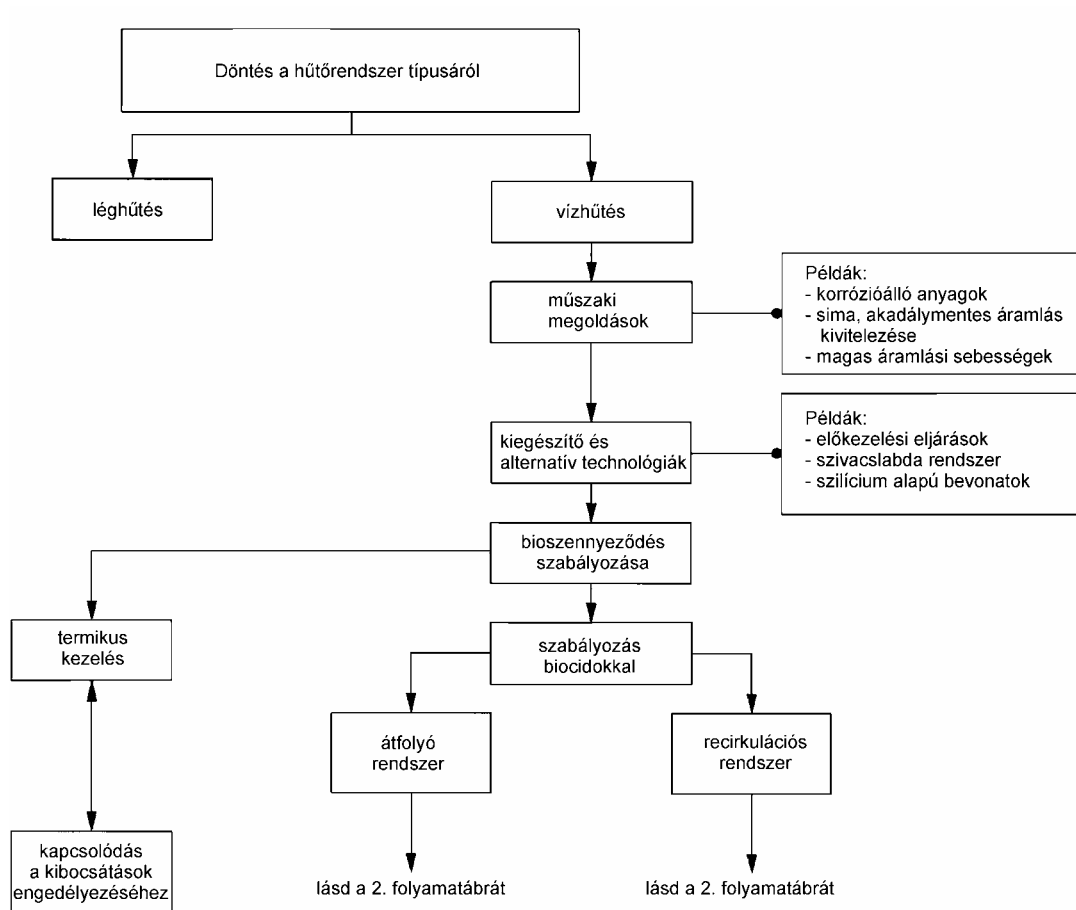 Döntés a hűtőrendszer típusáról
léghűtés
vízhűtés
műszaki
megoldások
Példák:
- korrózióálló anyagok
- sima, akadálymentes áramlás
kivitelezése
- magas áramlási sebességek
kiegészítő és
alternatív technológiák
Példák:
- előkezelési eljárások
- szivacslabda rendszer
- szilícium alapú bevonatok
bioszennyeződés
szabályozása
termikus
kezelés
szabályozás
biocidokkal
átfolyó
rendszer
recirkulációs
rendszer
kapcsolódás
a kibocsátások
engedélyezéséhez
lásd a 2. folyamatábrát
lásd a 2. folyamatábrát